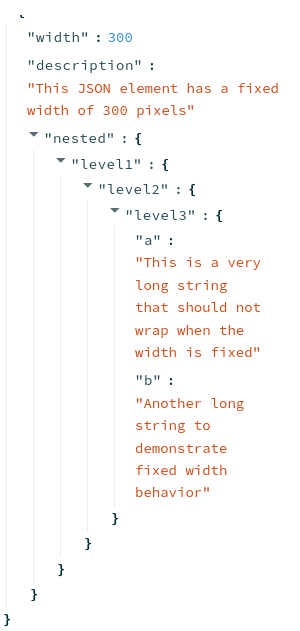 {
"width" : 300
"description" :
"This JSON element has a fixed
width of 300 pixels"
"nested" : {
"level1" : {
"level2" : {
"level3" : {
"a" :
"This is a very
long string
that should not
wrap when the
width is fixed"
"b" :
"Another long
string to
demonstrate
fixed width
behavior"
}
}
}
}
}